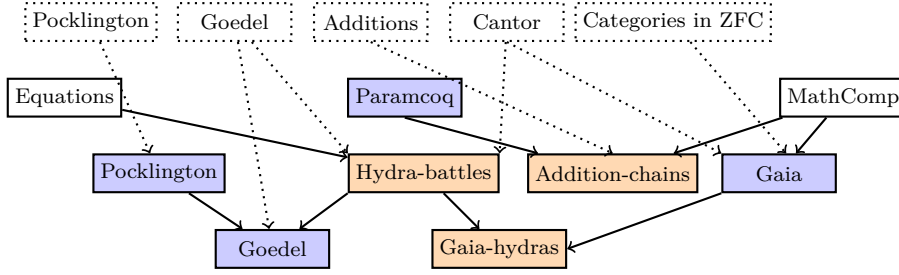 Pocklington Goedel Additions Cantor Categories in ZFC
Equations Paramcoq MathComp
Pocklington Hydra-battles Addition-chains Gaia
Goedel Gaia-hydras